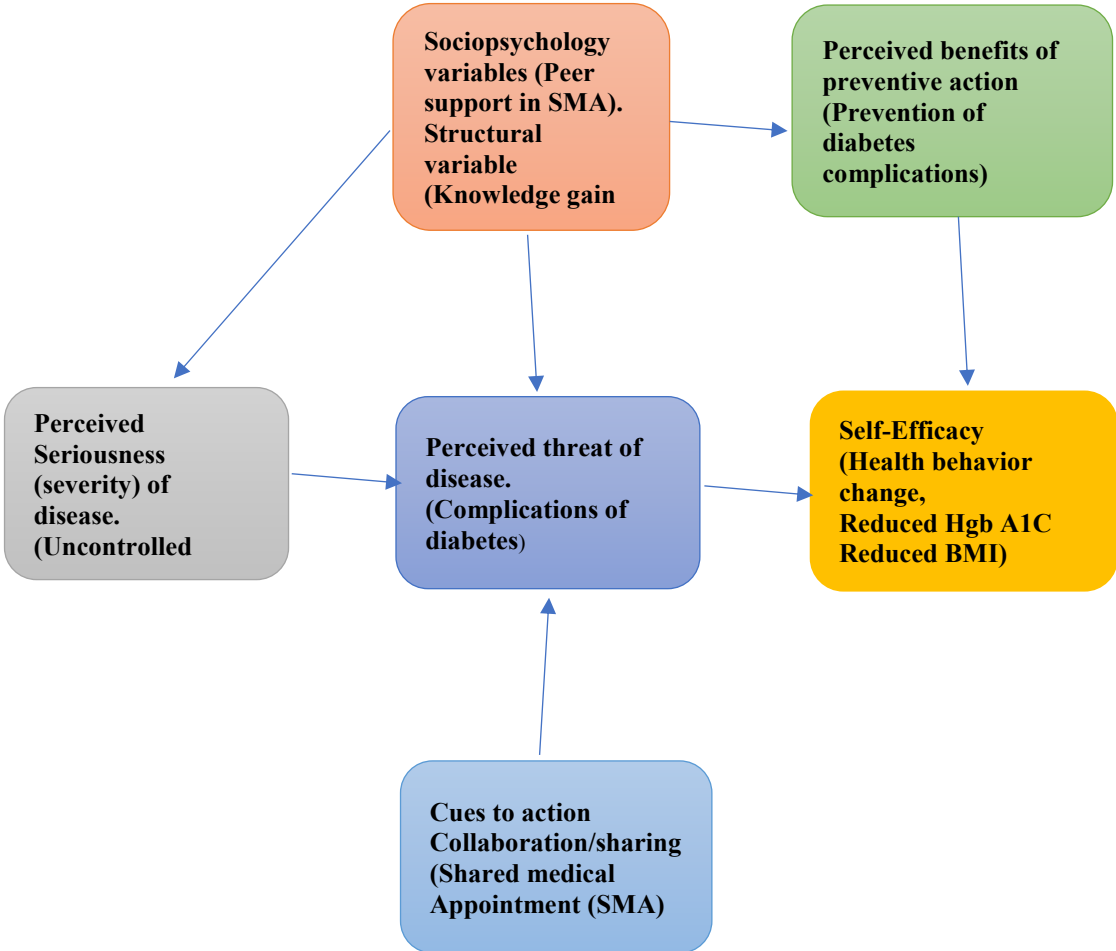 Sociopsychology
variables (Peer
support in SMA).
Structural
variable
(Knowledge gain
Perceived benefits of
preventive action
(Prevention of
diabetes
complications)
Perceived
Seriousness
(severity) of
disease.
(Uncontrolled
Perceived threat of
disease.
(Complications of
diabetes)
Self-Efficacy
(Health behavior
change,
Reduced Hgb A1C
Reduced BMI)
Cues to action
Collaboration/sharing
(Shared medical
Appointment (SMA)